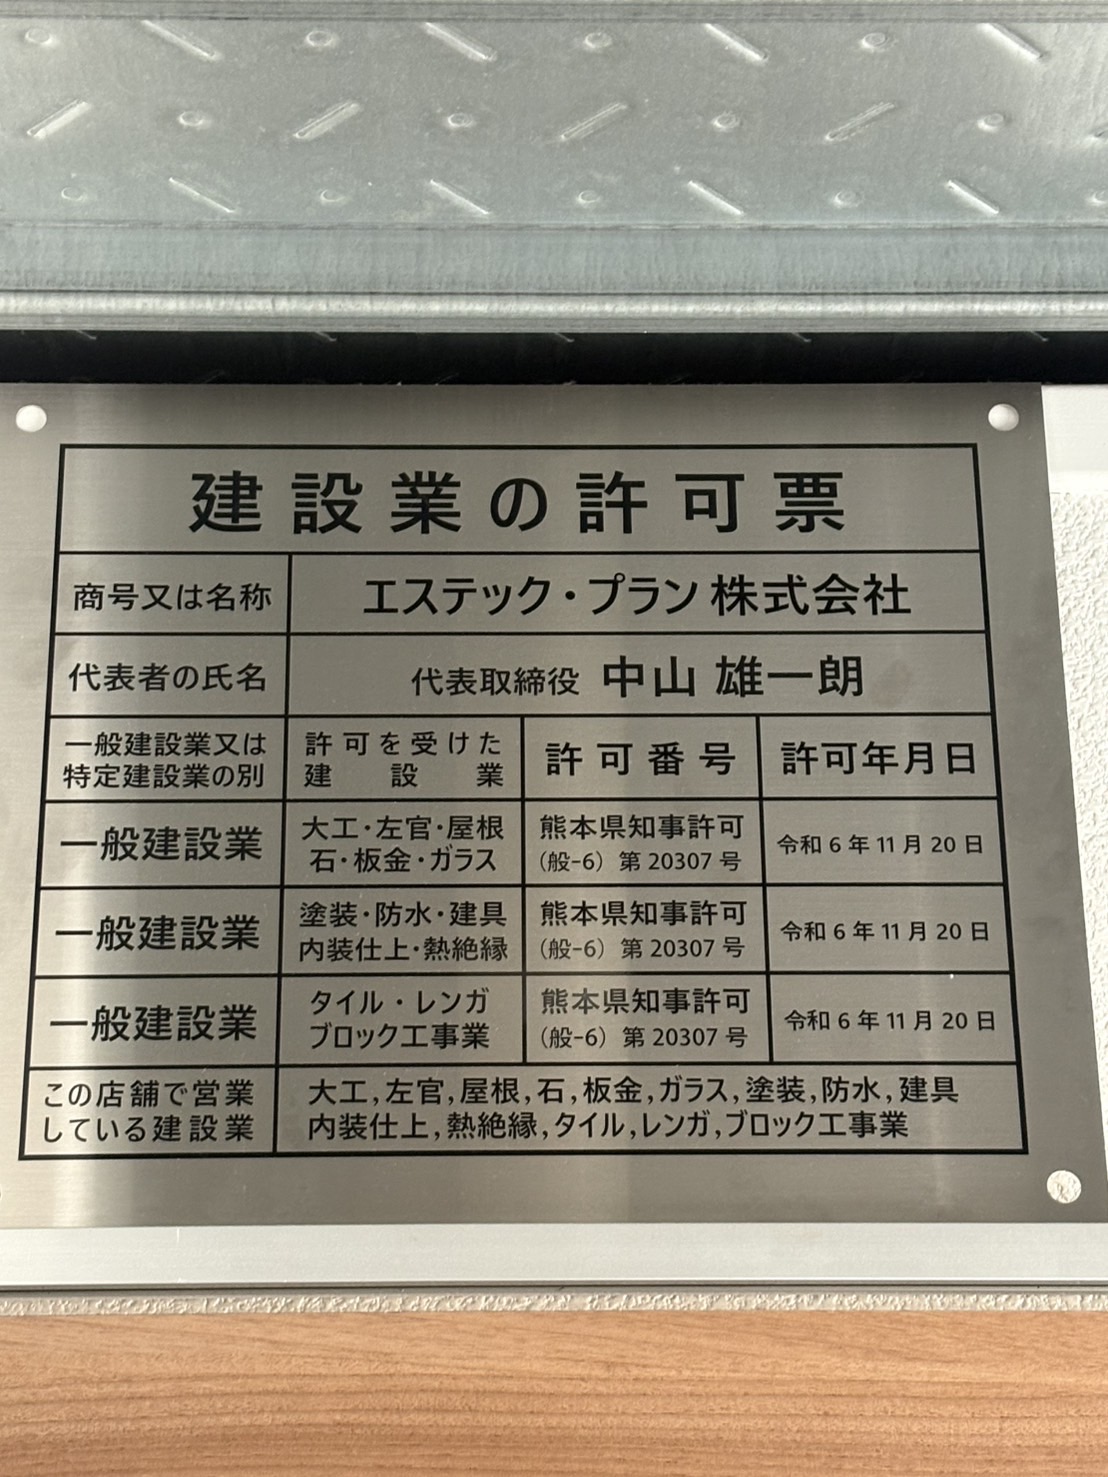 建設業の許可票
商号又は名称 エステック・プラン 株式会社
代表者の氏名 代表取締役 中山 雄一朗
一般建設業又は
特定建設業の別
許可を受けた
建設業
許可番号
許可年月日
一般建設業
大工・左官・屋根
石・板金・ガラス
熊本県知事許可
(般-6) 第 20307 号
令和 6 年 11 月 20 日
一般建設業
塗装・防水・建具
内装仕上・熱絶縁
熊本県知事許可
(般-6) 第 20307 号
令和 6 年 11 月 20 日
一般建設業
タイル・レンガ
ブロック工事業
熊本県知事許可
(般-6) 第 20307 号
令和 6 年 11 月 20 日
この店舗で営業
している建設業
大工,左官,屋根,石,板金,ガラス,塗装,防水,建具
内装仕上,熱絶縁,タイル,レンガ,ブロック工事業